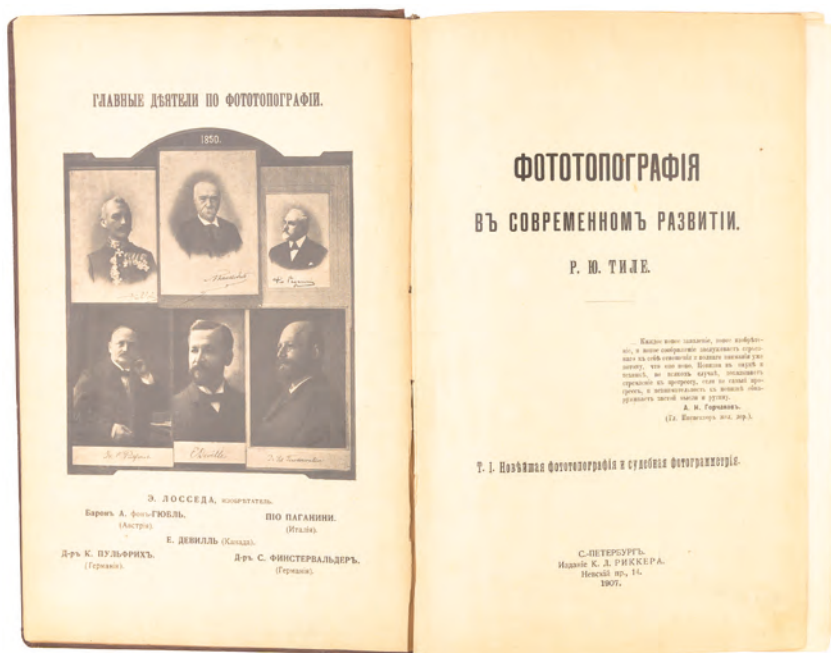 ГЛАВНЫЕ ДѢЯТЕЛИ ПО ФОТОТОПОГРАФІИ.
1850.
Э. ЛОССЕДА, ИЗОБРѢТАТЕЛЬ.
Баронъ А. фонъ-ГЮБЛЬ.
(Австрія).
ПІО ПАГАНИНИ.
(Италія).
Е. ДЕВИЛЛЬ (Канада).
Д-ръ К. ПУЛЬФРИХЪ.
(Германія).
Д-ръ С. ФИНСТЕРВАЛЬДЕРЪ.
(Германія).
ФОТОТОПОГРАФІЯ
ВЪ СОВРЕМЕННОМЪ РАЗВИТІИ.
Р. Ю. ТИЛЕ.
... Каждое новое
А. И. Горчаковъ.
Т. I. Новѣйшая фототопографія и судебная фотограмметрія.
С.-ПЕТЕРБУРГЪ.
Изданіе К. Л. РИККЕРА.
Невскій пр., 14.
1907.